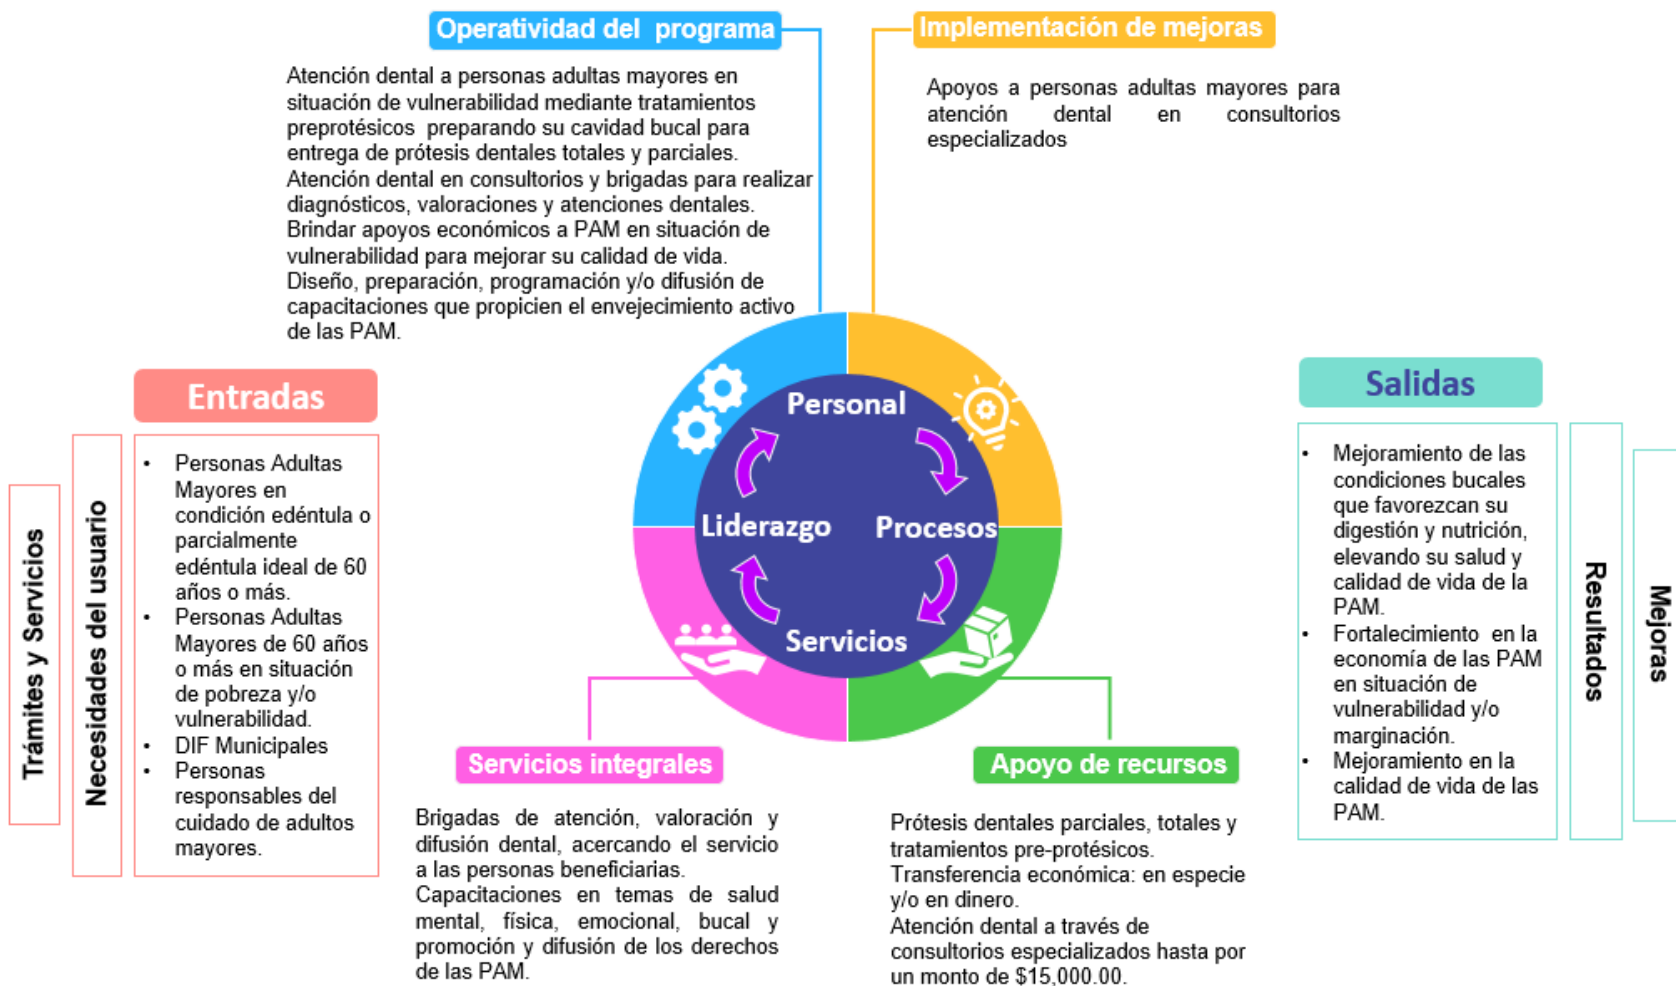 Operatividad del  programa
Atención dental a personas adultas mayores en
situación de vulnerabilidad mediante tratamientos
preprotésicos  preparando su cavidad bucal para
entrega de prótesis dentales totales y parciales.
Atención dental en consultorios y brigadas para realizar
diagnósticos, valoraciones y atenciones dentales.
Brindar apoyos económicos a PAM en situación de
vulnerabilidad para mejorar su calidad de vida.
Diseño, preparación, programación y/o difusión de
capacitaciones que propicien el envejecimiento activo
de las PAM.
Implementación de mejoras
Apoyos a personas adultas mayores para
atención dental en consultorios
especializados
Trámites y Servicios
Necesidades del usuario
Entradas
• Personas Adultas
Mayores en
condición edéntula o
parcialmente
edéntula ideal de 60
años o más.
• Personas Adultas
Mayores de 60 años
o más en situación
de pobreza y/o
vulnerabilidad.
• DIF Municipales
• Personas
responsables del
cuidado de adultos
mayores.
Personal
Liderazgo
Procesos
Servicios
Salidas
• Mejoramiento de las
condiciones bucales
que favorezcan su
digestión y nutrición,
elevando su salud y
calidad de vida de la
PAM.
• Fortalecimiento  en la
economía de las PAM
en situación de
vulnerabilidad y/o
marginación.
• Mejoramiento en la
calidad de vida de las
PAM.
Resultados
Mejoras
Servicios integrales
Brigadas de atención, valoración y
difusión dental, acercando el servicio
a las personas beneficiarias.
Capacitaciones en temas de salud
mental, física, emocional, bucal y
promoción y difusión de los derechos
de las PAM.
Apoyo de recursos
Prótesis dentales parciales, totales y
tratamientos pre-protésicos.
Transferencia económica: en especie
y/o en dinero.
Atención dental a través de
consultorios especializados hasta por
un monto de $15,000.00.